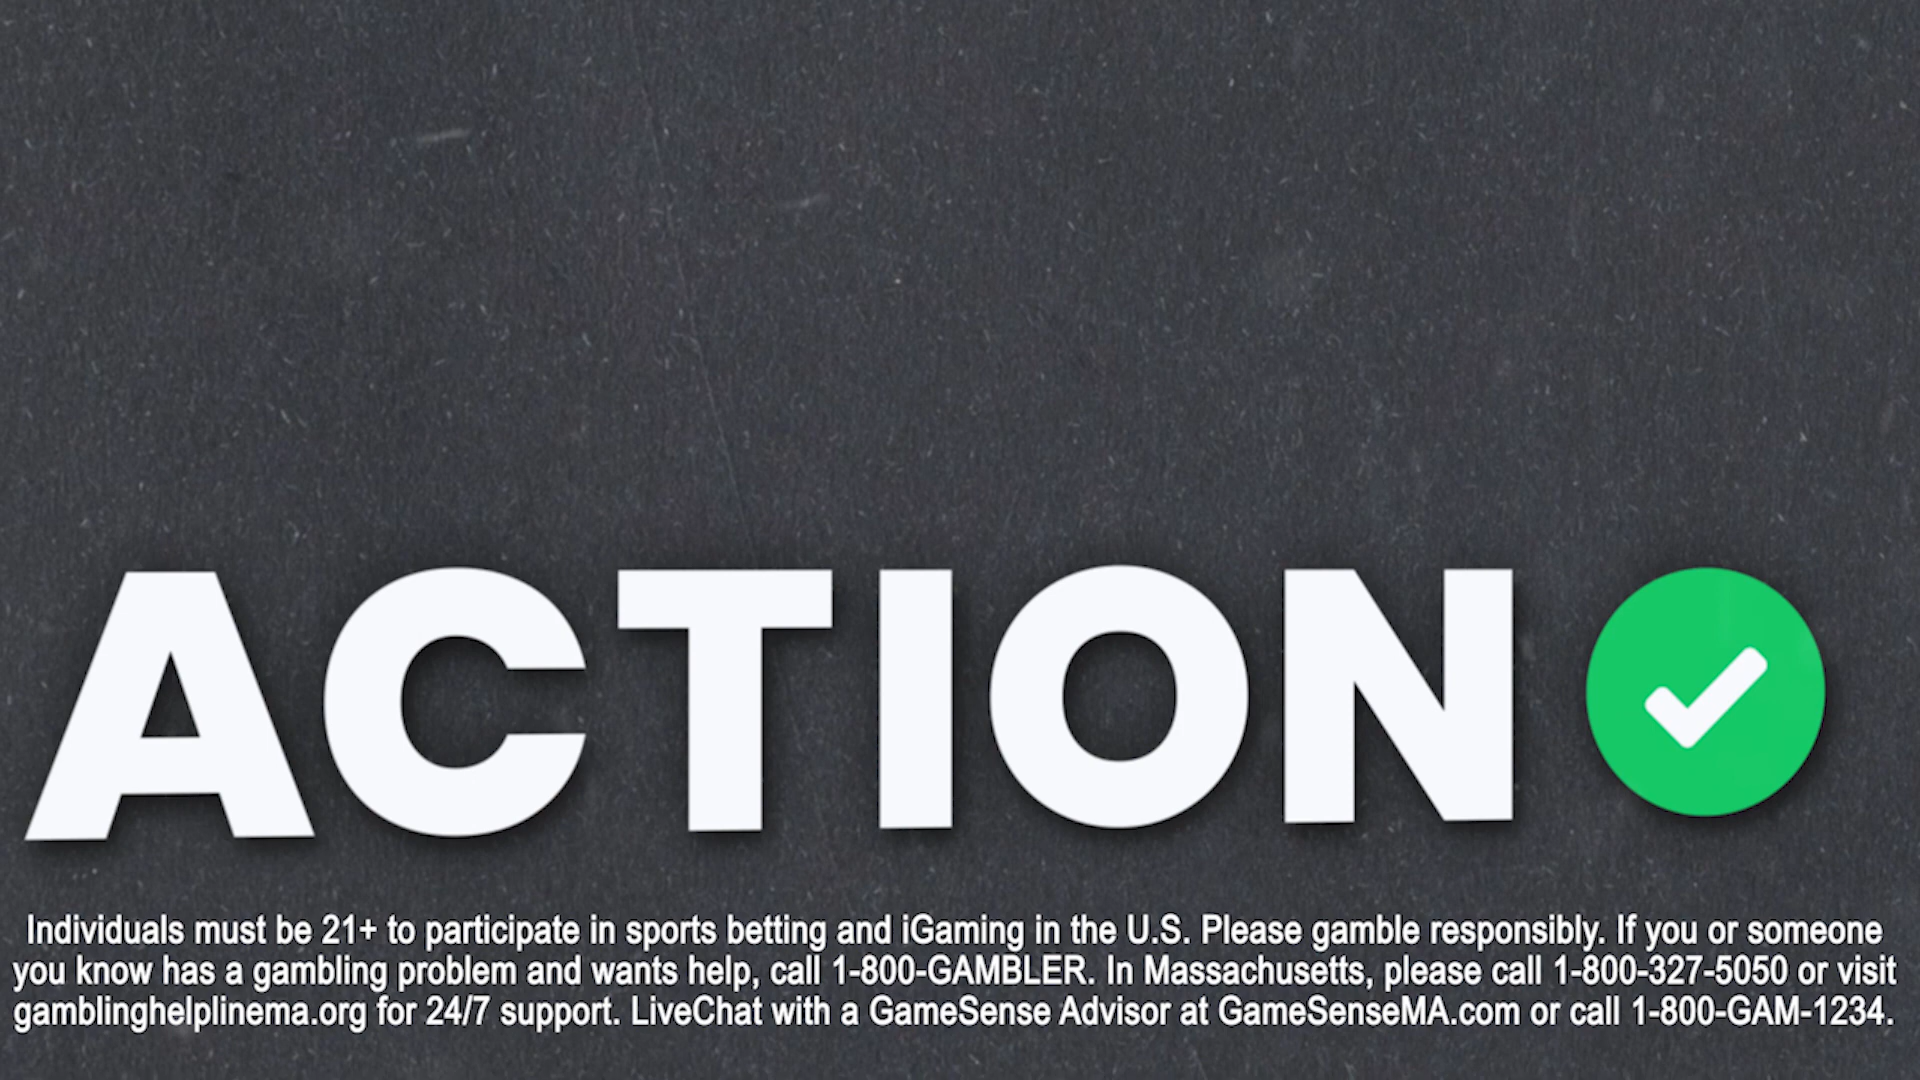 ACTION
Individuals must be 21+ to participate in sports betting and iGaming in the U.S. Please gamble responsibly. If you or someone
you know has a gambling problem and wants help, call 1-800-GAMBLER. In Massachusetts, please call 1-800-327-5050 or visit
gamblinghelplinema.org for 24/7 support. LiveChat with a GameSense Advisor at GameSenseMA.com or call 1-800-GAM-1234.